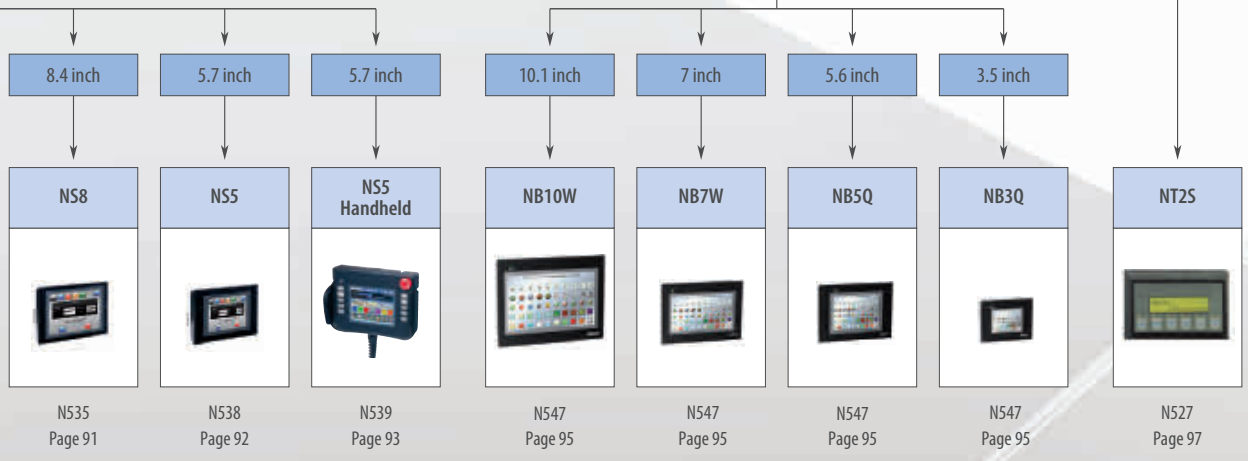 8.4 inch
5.7 inch
5.7 inch
10.1 inch
7 inch
5.6 inch
3.5 inch
NS8
NS5
NS5
Handheld
NB10W
NB7W
NB5Q
NB3Q
NT2S
N535
N538
N539
N547
N547
N547
N547
N527
Page 91
Page 92
Page 93
Page 95
Page 95
Page 95
Page 95
Page 97